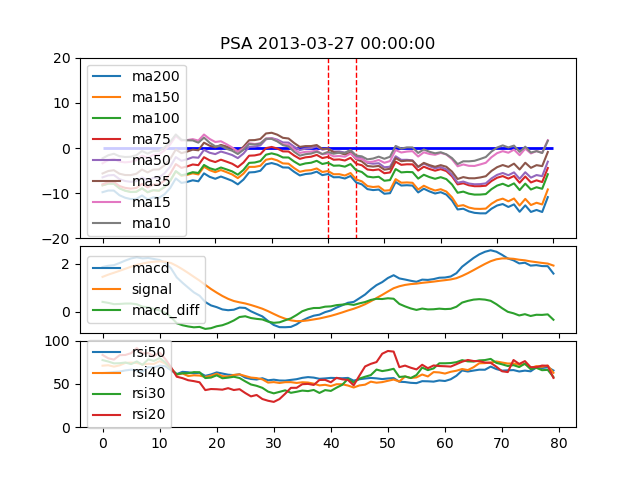 PSA 2013-03-27 00:00:00
20
10
0
−10
−20
ma200
ma150
ma100
ma75
ma50
ma35
ma15
ma10
2
0
macd
signal
macd_diff
100
50
0
rsi50
rsi40
rsi30
rsi20
0 10 20 30 40 50 60 70 80